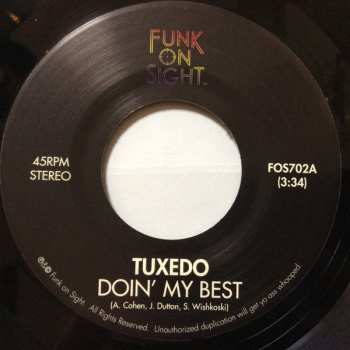 FUNK
ON
SIGHT.
45RPM
STEREO
FOS702A
(3:34)
TUXEDO
DOIN' MY BEST
(A. Cohen, J. Dutton, S. Wishkoski)
℗&© Funk on Sight. All Rights Reserved. Unauthorized duplication will get yo ass whooped.